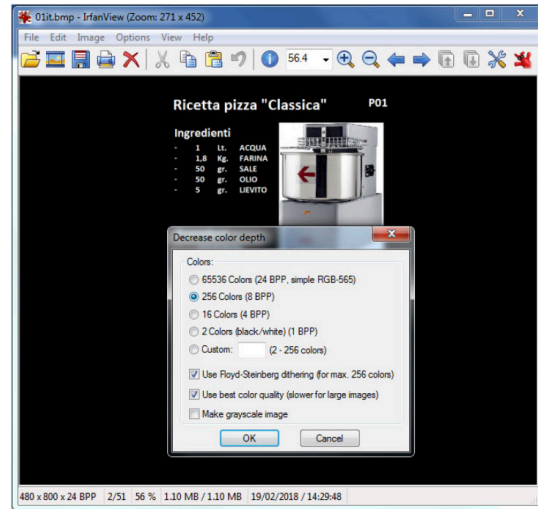 01it.bmp - IrfanView (Zoom: 271 x 452)
File Edit Image Options View Help
56.4
Ricetta pizza "Classica" P01
Ingredienti
- 1 Lt. ACQUA
- 1,8 Kg. FARINA
- 50 gr. SALE
- 50 gr. OLIO
- 5 gr. LIEVITO
Decrease color depth
Colors:
65536 Colors (24 BPP, simple RGB-565)
256 Colors (8 BPP)
16 Colors (4 BPP)
2 Colors (black/white) (1 BPP)
Custom: (2 - 256 colors)
Use Floyd-Steinberg dithering (for max. 256 colors)
Use best color quality (slower for large images)
Make grayscale image
OK Cancel
480 x 800 x 24 BPP 2/51 56 % 1.10 MB / 1.10 MB 19/02/2018 / 14:29:48